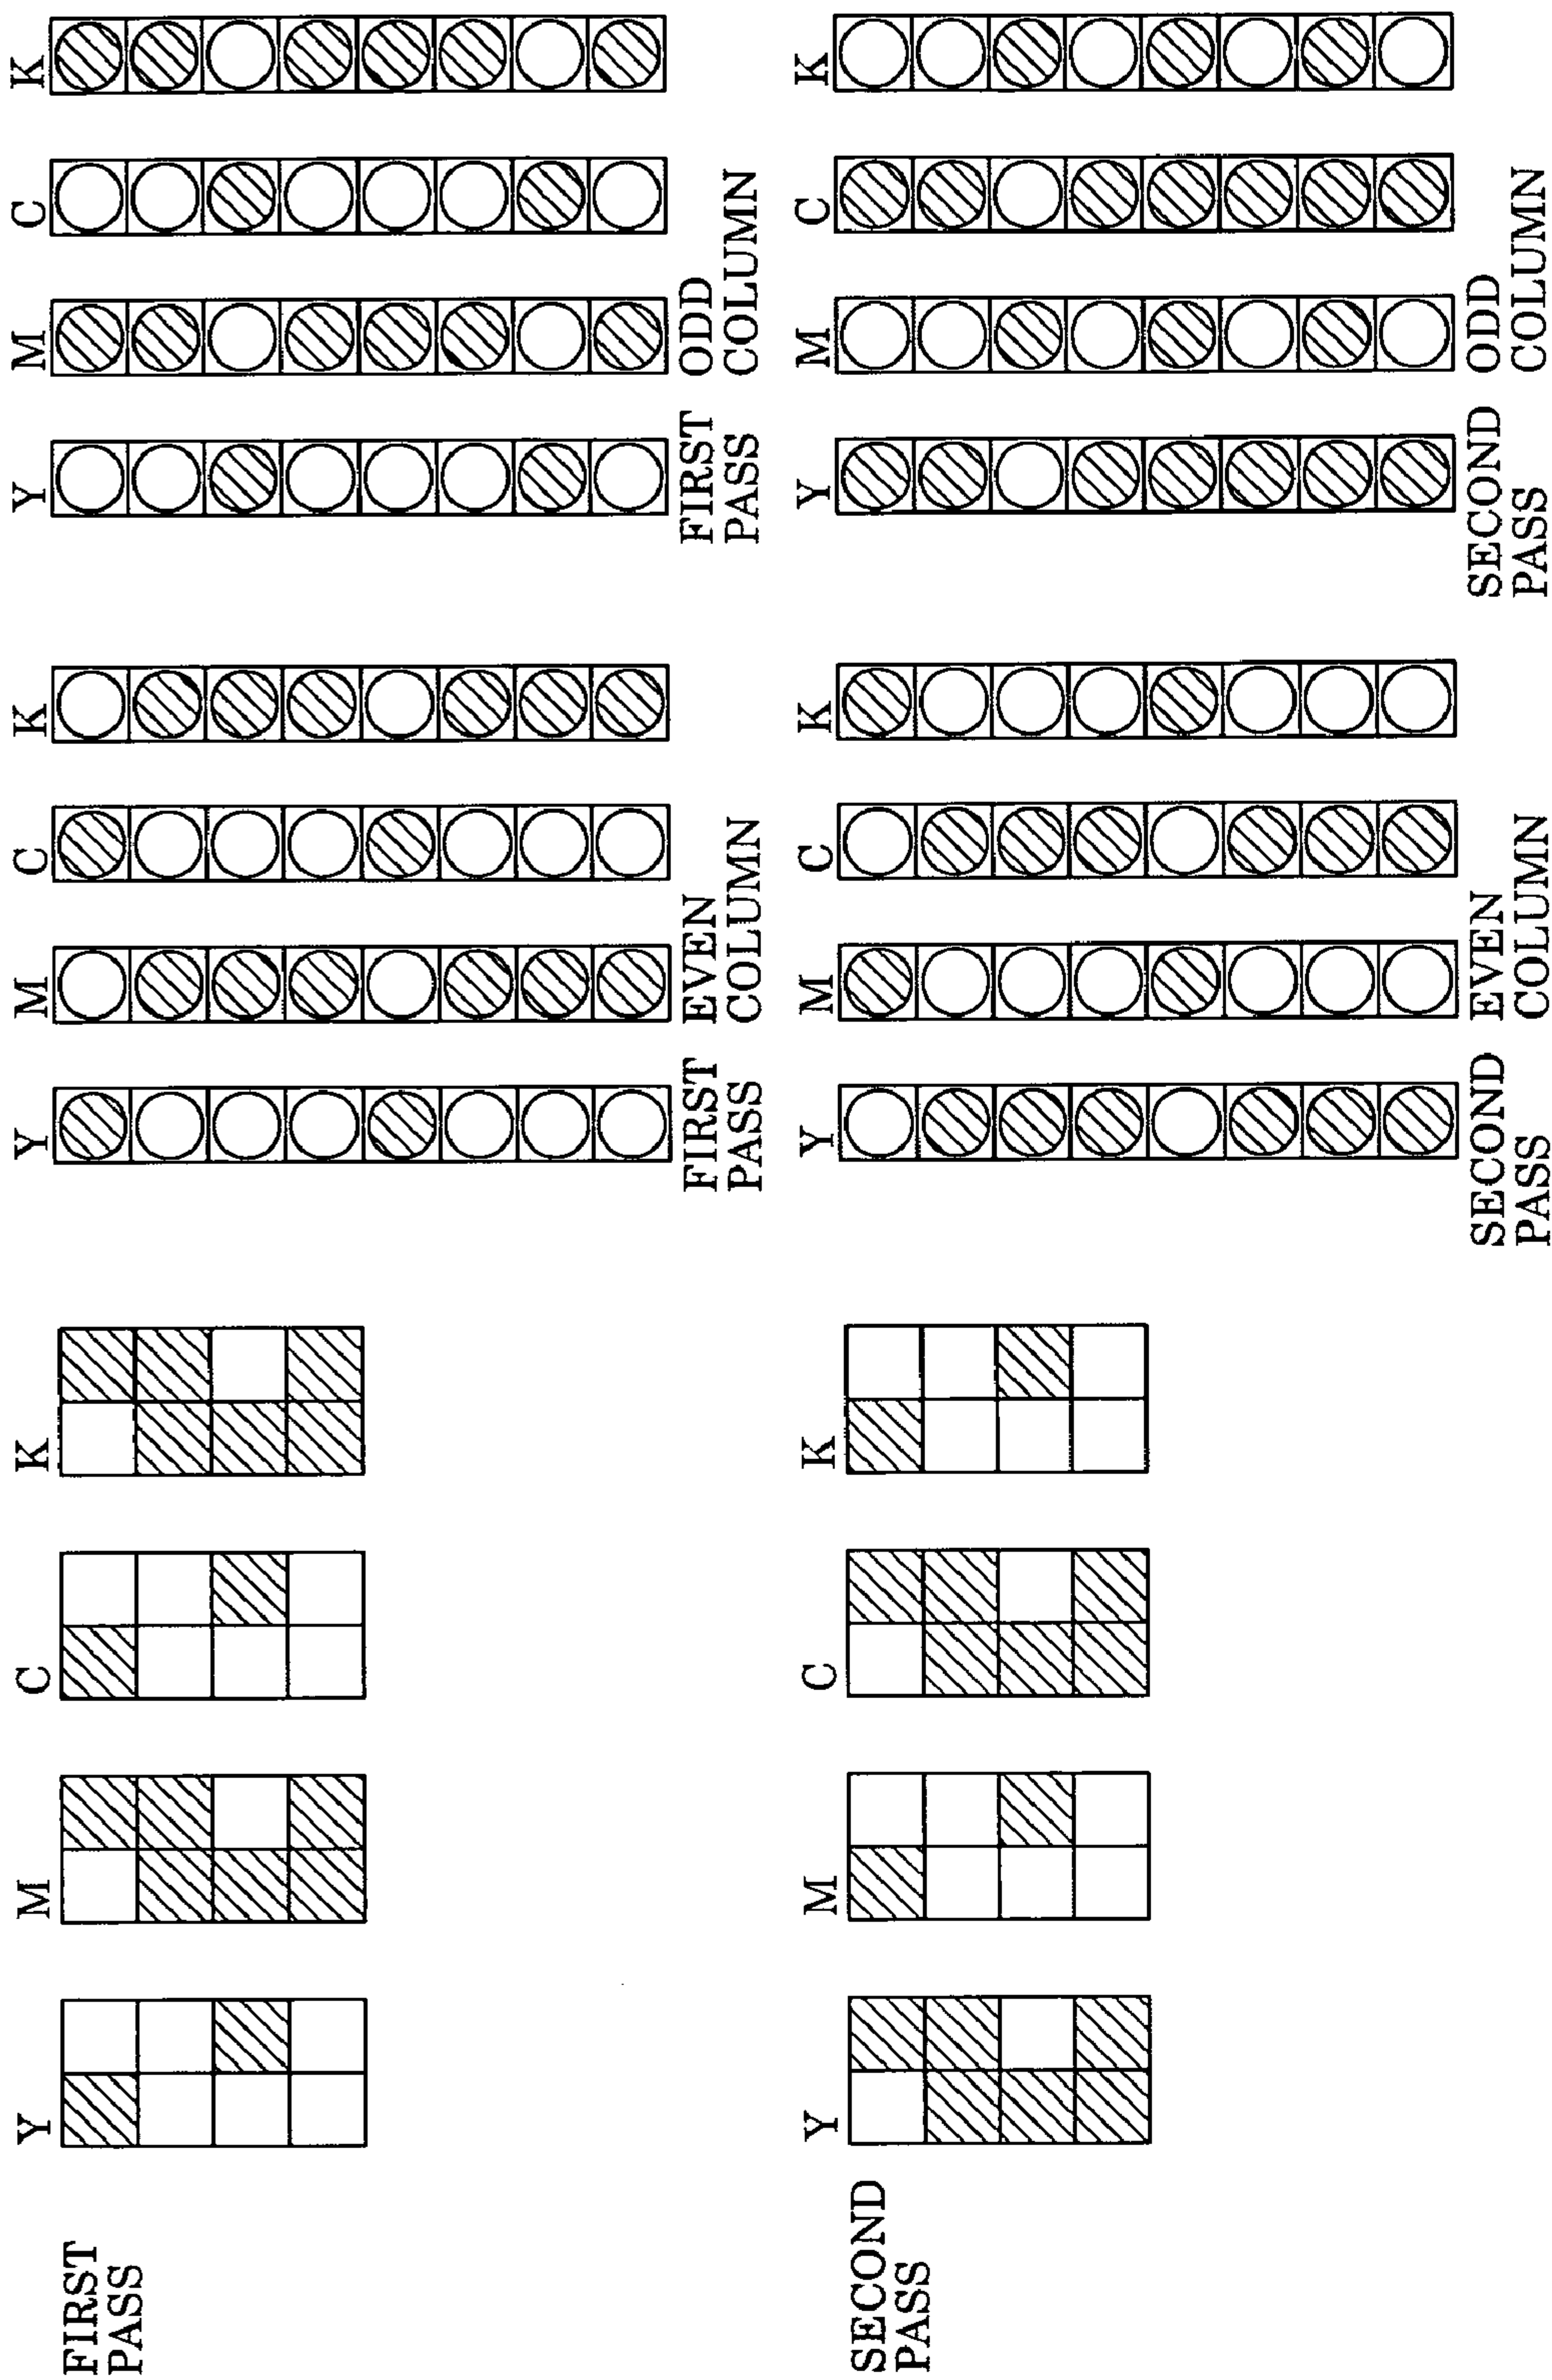 Y M C K Y M C K Y M C K
FIRST
PASS
FIRST EVEN
PASS COLUMN
FIRST ODD
PASS COLUMN
Y M C K Y M C K Y M C K
SECOND
PASS
SECOND EVEN
PASS COLUMN
SECOND ODD
PASS COLUMN